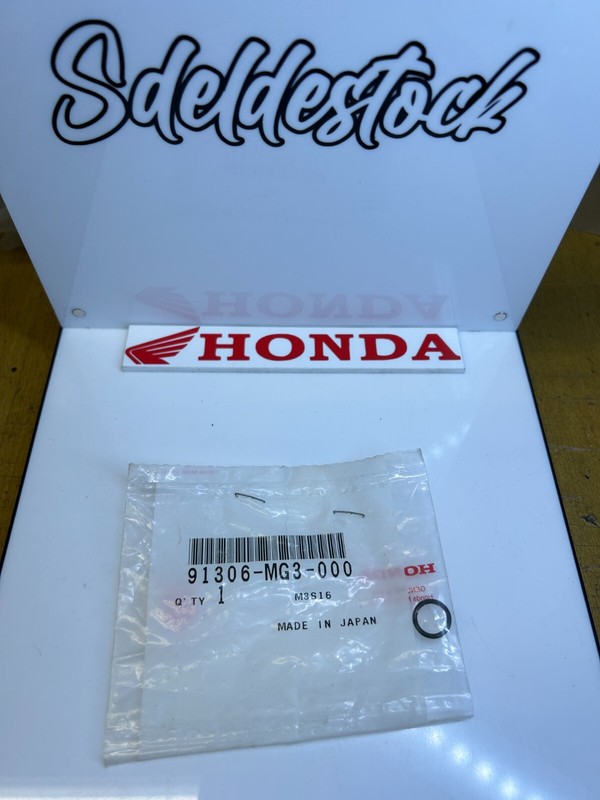 Sdeldestock
HONDA
91306-MG3-000
Q'TY 1
M3S16
MADE IN JAPAN